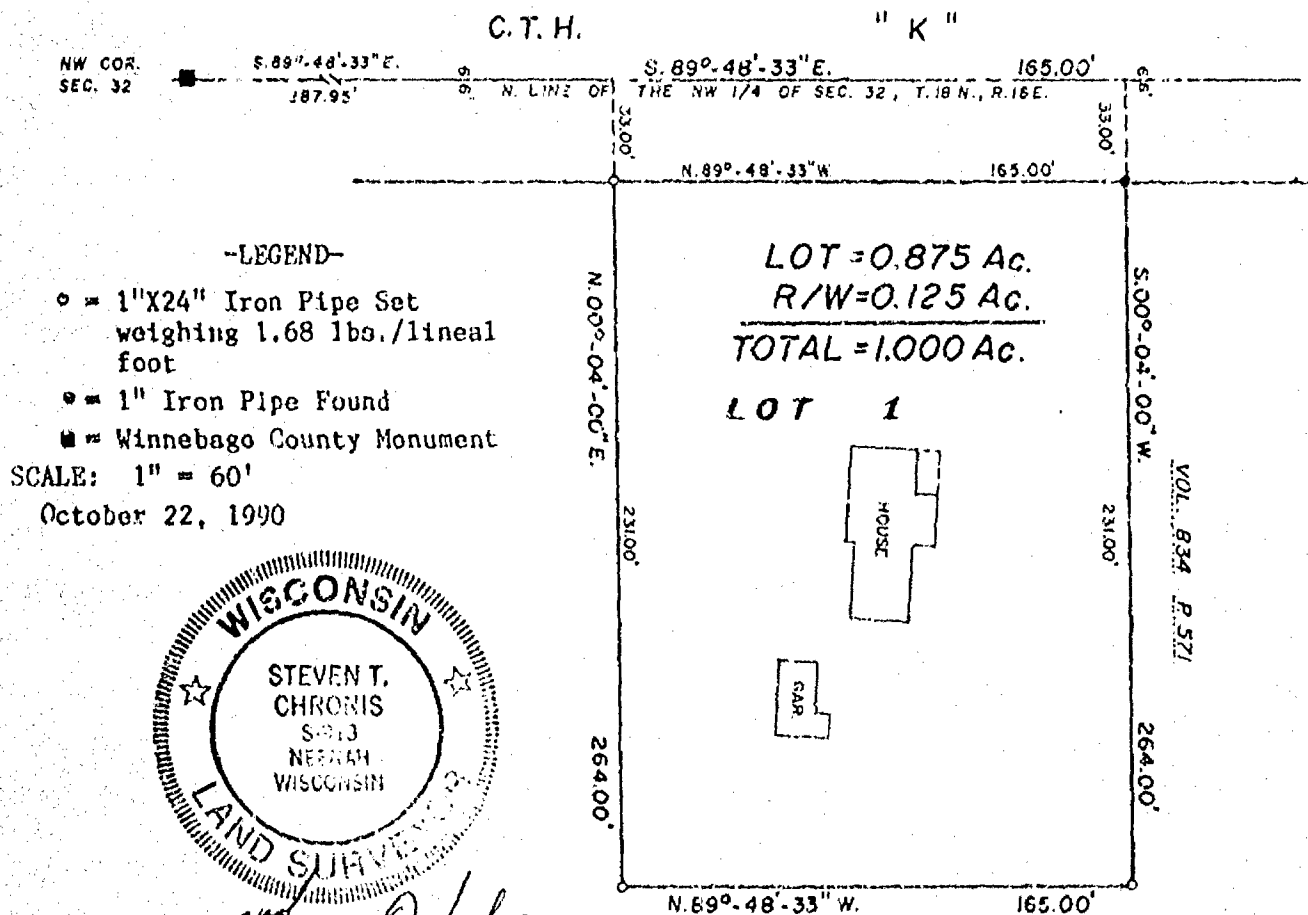 C.T.H. "K"
NW COR.
SEC. 32
S.89°-48'-33"E.
187.95'
66'
S.89°-48'-33"E. 165.00'
66'
N. LINE OF THE NW 1/4 OF SEC. 32, T.18 N., R.16E.
33.00'
33.00'
N.89°-48'-33"W 165.00'
-LEGEND-
= 1"X24" Iron Pipe Set
weighing 1.68 lbs./lineal
foot
= 1" Iron Pipe Found
= Winnebago County Monument
SCALE: 1" = 60'
October 22, 1990
LOT = 0.875 Ac.
R/W = 0.125 Ac.
TOTAL = 1.000 Ac.
LOT 1
N.00°-04'-00"E.
231.00'
264.00'
S.00°-04'-00"W.
231.00'
264.00'
VOL. 834 P. 571
HOUSE
GAR.
WISCONSIN
STEVEN T.
CHRONIS
NEENAH
WISCONSIN
LAND SURVEYOR
N.89°-48'-33"W. 165.00'